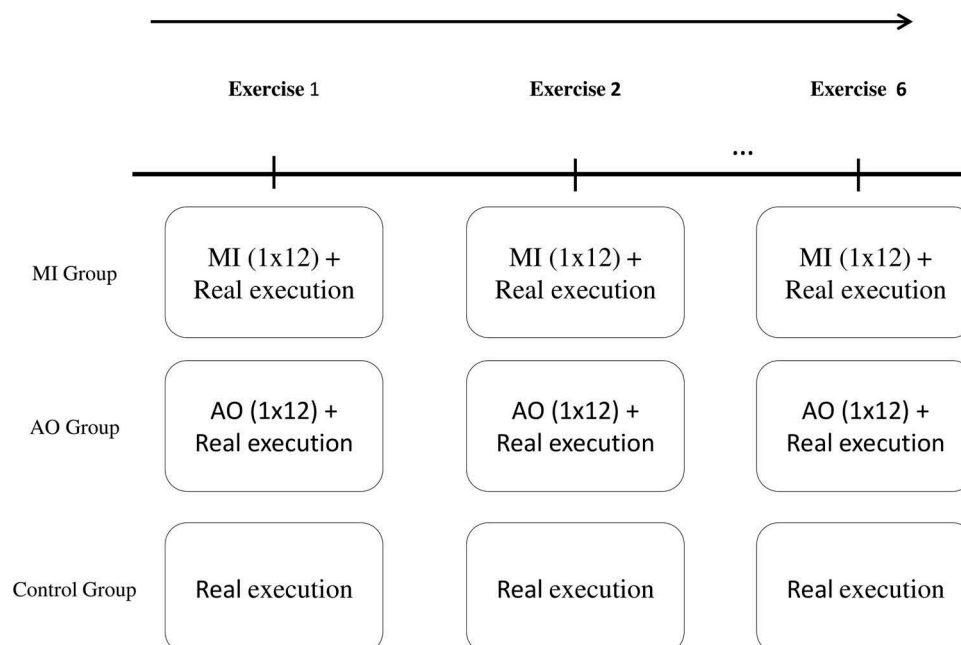 Exercise 1
Exercise 2
Exercise 6
...
MI Group
MI (1x12) +
Real execution
MI (1x12) +
Real execution
MI (1x12) +
Real execution
AO Group
AO (1x12) +
Real execution
AO (1x12) +
Real execution
AO (1x12) +
Real execution
Control Group
Real execution
Real execution
Real execution